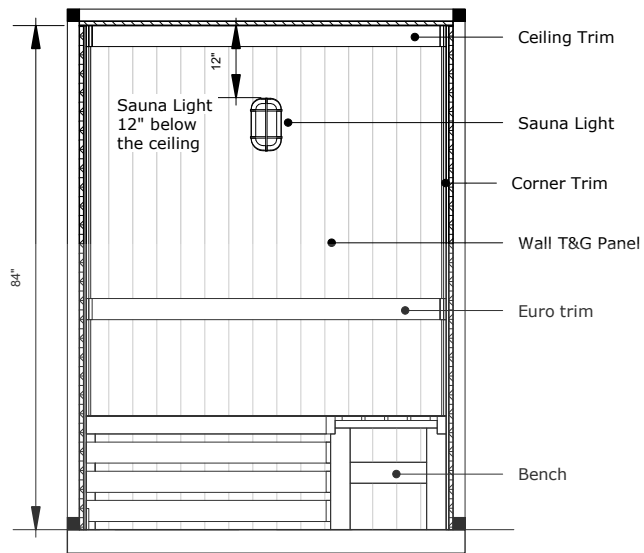 Ceiling Trim
12"
Sauna Light
12" below
the ceiling
Sauna Light
Corner Trim
Wall T&G Panel
84"
Euro trim
Bench